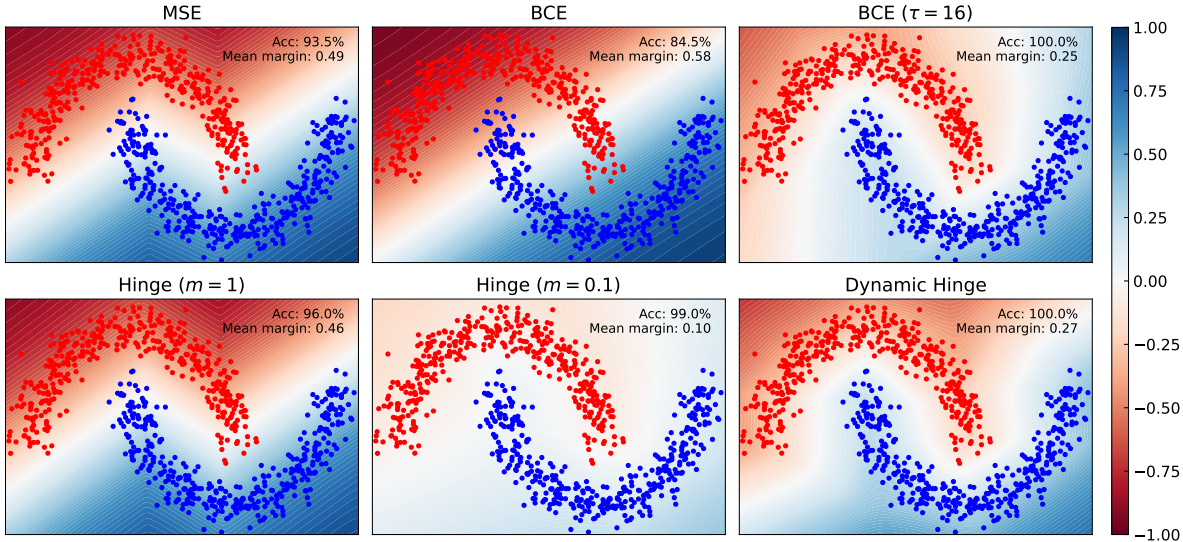 MSE
Acc: 93.5%
Mean margin: 0.49
BCE
Acc: 84.5%
Mean margin: 0.58
BCE (τ = 16)
Acc: 100.0%
Mean margin: 0.25
Hinge (m = 1)
Acc: 96.0%
Mean margin: 0.46
Hinge (m = 0.1)
Acc: 99.0%
Mean margin: 0.10
Dynamic Hinge
Acc: 100.0%
Mean margin: 0.27
1.00
0.75
0.50
0.25
0.00
−0.25
−0.50
−0.75
−1.00